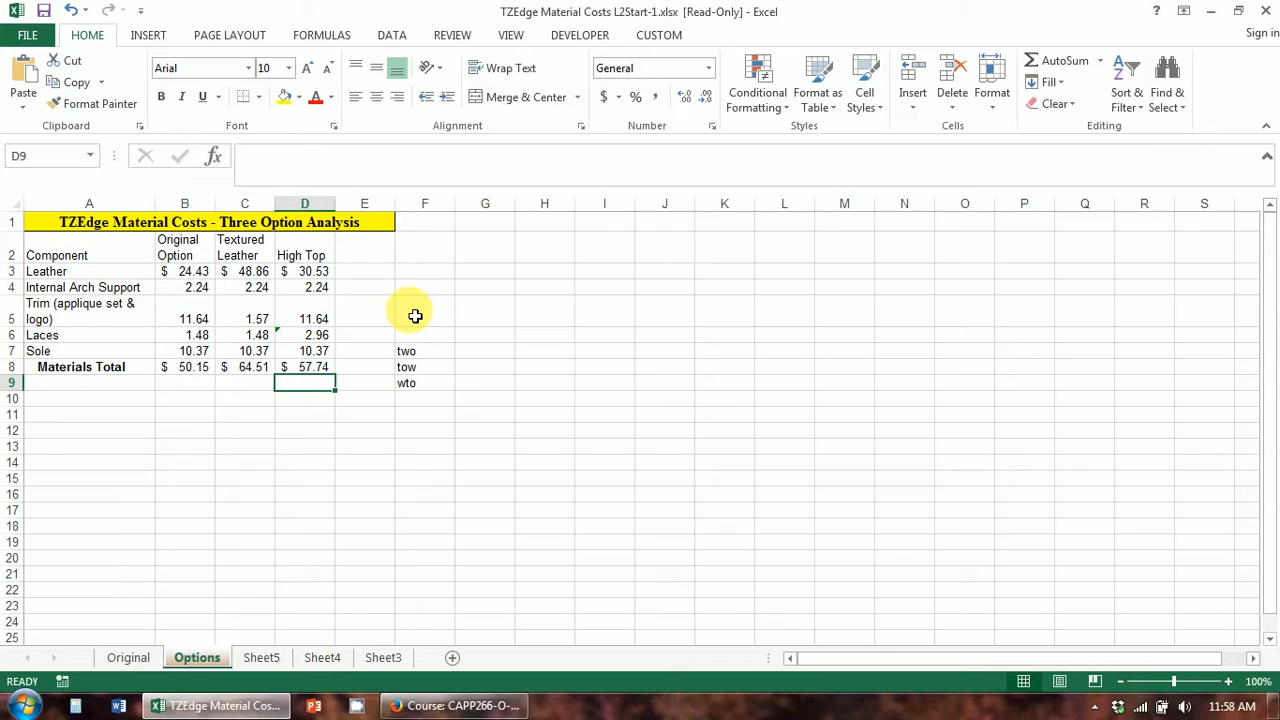 TZEdge Material Costs L2Start-1.xlsx [Read-Only] - Excel
FILE HOME INSERT PAGE LAYOUT FORMULAS DATA REVIEW VIEW DEVELOPER CUSTOM Sign in
Paste
Cut
Copy
Format Painter
Clipboard
Arial 10
B I U
Font
Wrap Text
Merge & Center
Alignment
General
$ % ,
Number
Conditional Formatting
Format as Table
Cell Styles
Styles
Insert Delete Format
Cells
AutoSum
Fill
Clear
Sort & Filter
Find & Select
Editing
D9
fx
A B C D E F G H I J K L M N O P Q R S
1 TZEdge Material Costs - Three Option Analysis
Original Textured
2 Component Option Leather High Top
3 Leather $ 24.43 $ 48.86 $ 30.53
4 Internal Arch Support 2.24 2.24 2.24
Trim (applique set &
5 logo) 11.64 1.57 11.64
6 Laces 1.48 1.48 2.96
7 Sole 10.37 10.37 10.37 two
8 Materials Total $ 50.15 $ 64.51 $ 57.74 tow
9 wto
10
11
12
13
14
15
16
17
18
19
20
21
22
23
24
25
Original Options Sheet5 Sheet4 Sheet3
READY 100%
TZEdge Material Cos... Course: CAPP266-O-... 11:58 AM